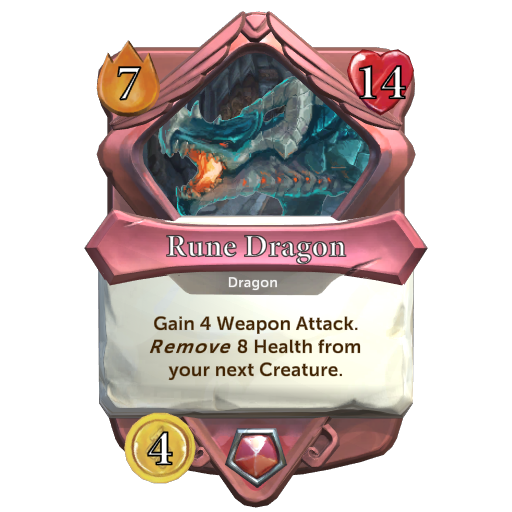 7
14
Rune Dragon
Dragon
Gain 4 Weapon Attack.
Remove 8 Health from
your next Creature.
4